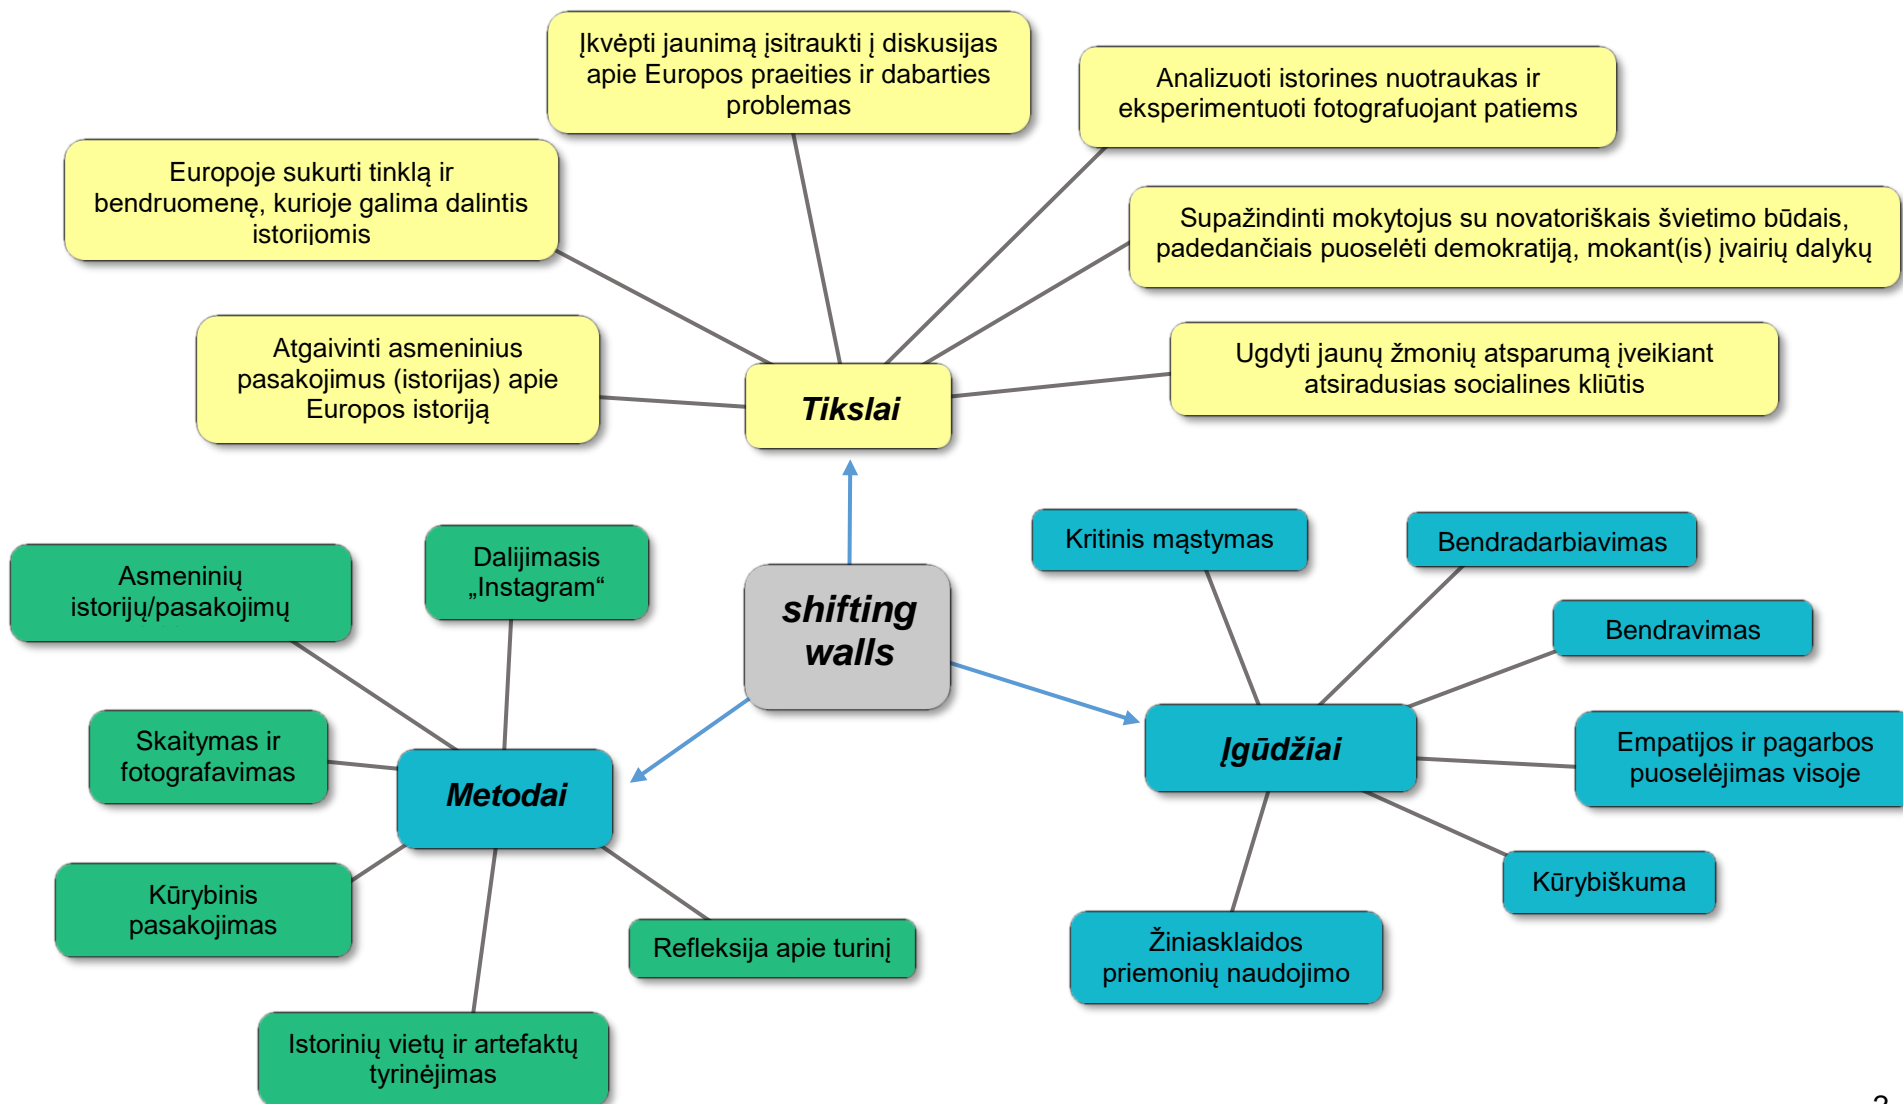 Įkvėpti jaunimą įsitraukti į diskusijas
apie Europos praeities ir dabarties
problemas
Analizuoti istorines nuotraukas ir
eksperimentuoti fotografuojant patiems
Europoje sukurti tinklą ir
bendruomenę, kurioje galima dalintis
istorijomis
Supažindinti mokytojus su novatoriškais švietimo būdais,
padedančiais puoselėti demokratiją, mokant(is) įvairių dalykų
Atgaivinti asmeninius
pasakojimus (istorijas) apie
Europos istoriją
Ugdyti jaunų žmonių atsparumą įveikiant
atsiradusias socialines kliūtis
Tikslai
shifting
walls
Asmeninių
istorijų/pasakojimų
Dalijimasis
„Instagram“
Skaitymas ir
fotografavimas
Metodai
Kūrybinis
pasakojimas
Refleksija apie turinį
Istorinių vietų ir artefaktų
tyrinėjimas
Kritinis mąstymas
Bendradarbiavimas
Bendravimas
Įgūdžiai
Empatijos ir pagarbos
puoselėjimas visoje
Kūrybiškuma
Žiniasklaidos
priemonių naudojimo